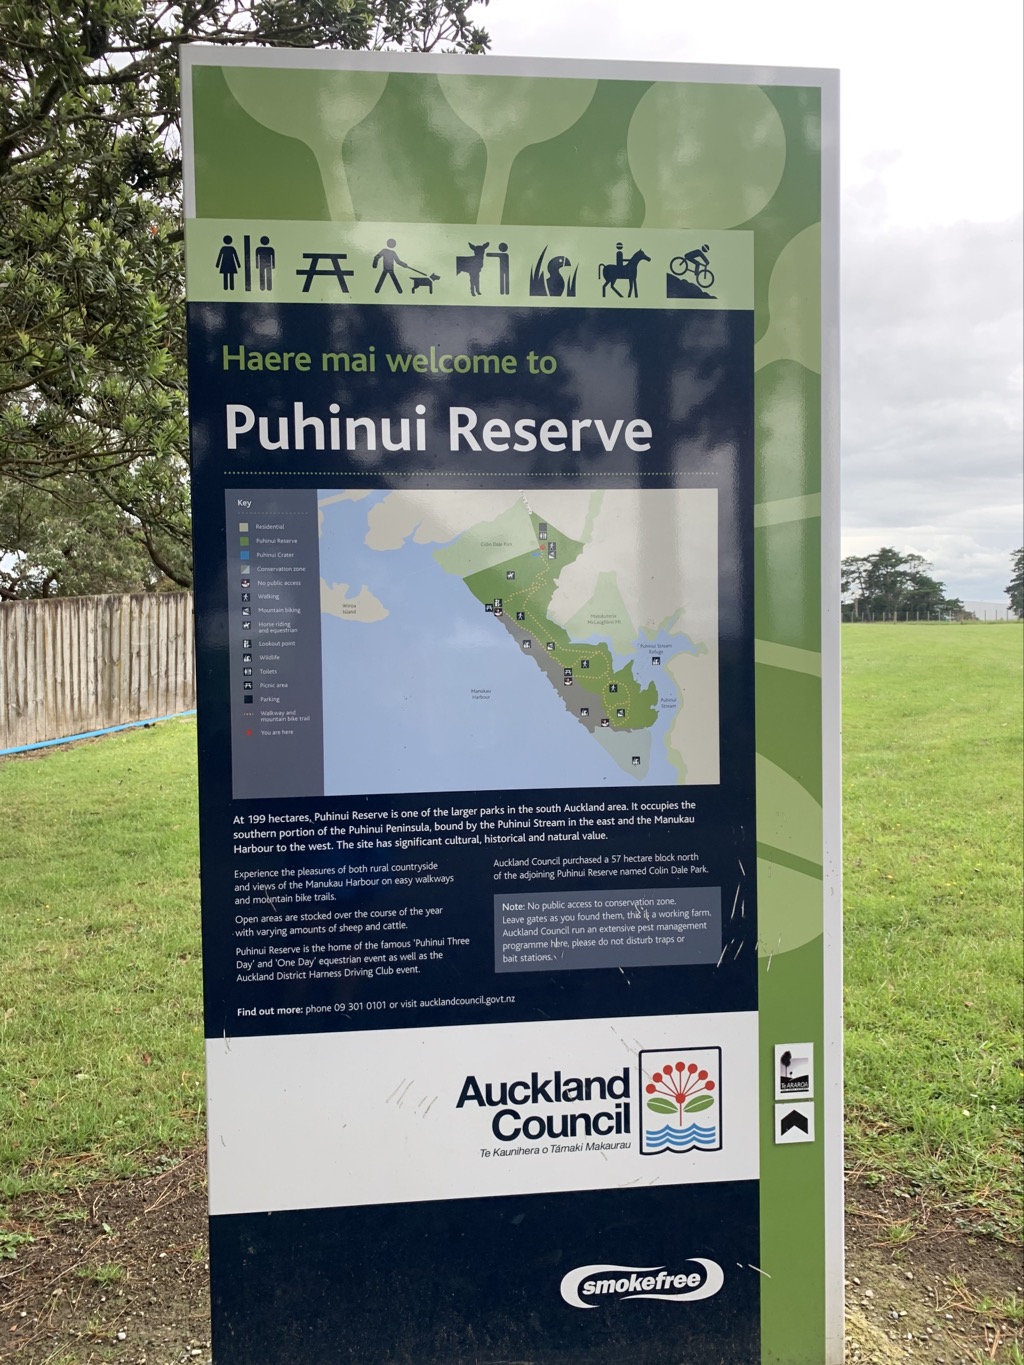 Haere mai welcome to
Puhinui Reserve
Key
Residential
Puhinui Reserve
Puhinui Crater
Conservation zone
No public access
Walking
Mountain biking
Horse riding
and equestrian
Lookout point
Wildlife
Toilets
Picnic area
Parking
Walkway and
mountain bike trail
You are here
Colin Dale Park
Wiroa
Island
Manukau
Harbour
Puhinui Stream
Refuge
Puhinui
Stream
At 199 hectares, Puhinui Reserve is one of the larger parks in the south Auckland area. It occupies the
southern portion of the Puhinui Peninsula, bound by the Puhinui Stream in the east and the Manukau
Harbour to the west. The site has significant cultural, historical and natural value.
Experience the pleasures of both rural countryside
and views of the Manukau Harbour on easy walkways
and mountain bike trails.
Open areas are stocked over the course of the year
with varying amounts of sheep and cattle.
Puhinui Reserve is the home of the famous 'Puhinui Three
Day' and 'One Day' equestrian event as well as the
Auckland District Harness Driving Club event.
Auckland Council purchased a 57 hectare block north
of the adjoining Puhinui Reserve named Colin Dale Park.
Note: No public access to conservation zone.
Leave gates as you found them, this is a working farm.
Auckland Council run an extensive pest management
programme here, please do not disturb traps or
bait stations.
Find out more: phone 09 301 0101 or visit aucklandcouncil.govt.nz
Auckland
Council
Te Kaunihera o Tāmaki Makaurau
TE ARAROA
smokefree